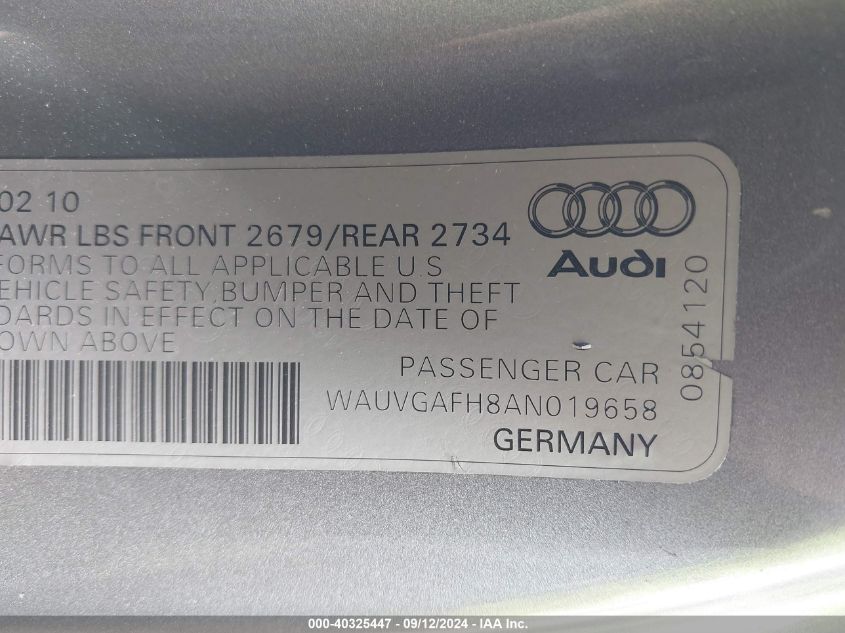 02 10
AWR LBS FRONT 2679/REAR 2734
FORMS TO ALL APPLICABLE U.S
EHICLE SAFETY, BUMPER AND THEFT
DARDS IN EFFECT ON THE DATE OF
OWN ABOVE
Audi
0854120
PASSENGER CAR
WAUVGAFH8AN019658
GERMANY
000-40325447 - 09/12/2024 - IAA Inc.